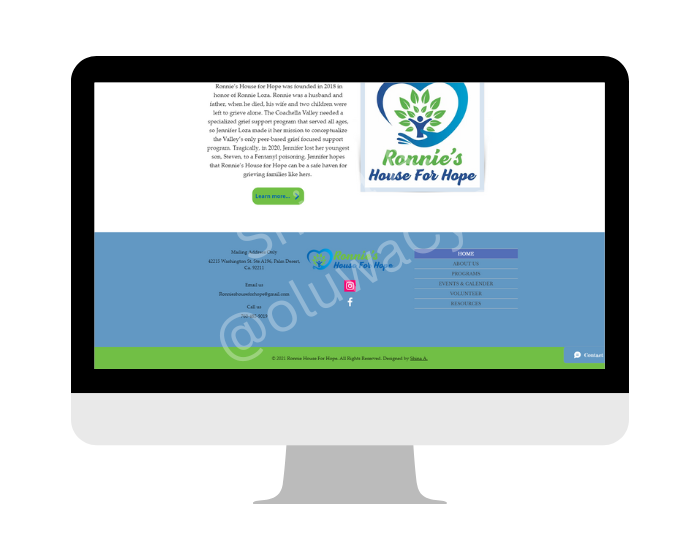 Ronnie's House for Hope was founded in 2018 in
honor of Ronnie Loza. Ronnie was a husband and
father, when he died, his wife and two children were
left to grieve alone. The Coachella Valley needed a
specialized grief support program that served all ages,
so Jennifer Loza made it her mission to conceptualize
the Valley's only peer-based grief focused support
program. Tragically, in 2020, Jennifer lost her youngest
son, Steven, to a Fentanyl poisoning. Jennifer hopes
that Ronnie's House for Hope can be a safe haven for
grieving families like hers.
Learn more...
Ronnie's
House For Hope
Mailing Address Only
42215 Washington St. Ste A196, Palm Desert,
Ca. 92211
Email us
Ronnieshouseforhope@gmail.com
Call us
Ronnie's
House For Hope
HOME
ABOUT US
PROGRAMS
EVENTS & CALENDER
VOLUNTEER
RESOURCES
© 2021 Ronnie House For Hope. All Rights Reserved. Designed by Shera A.
Contact
@oluwacy